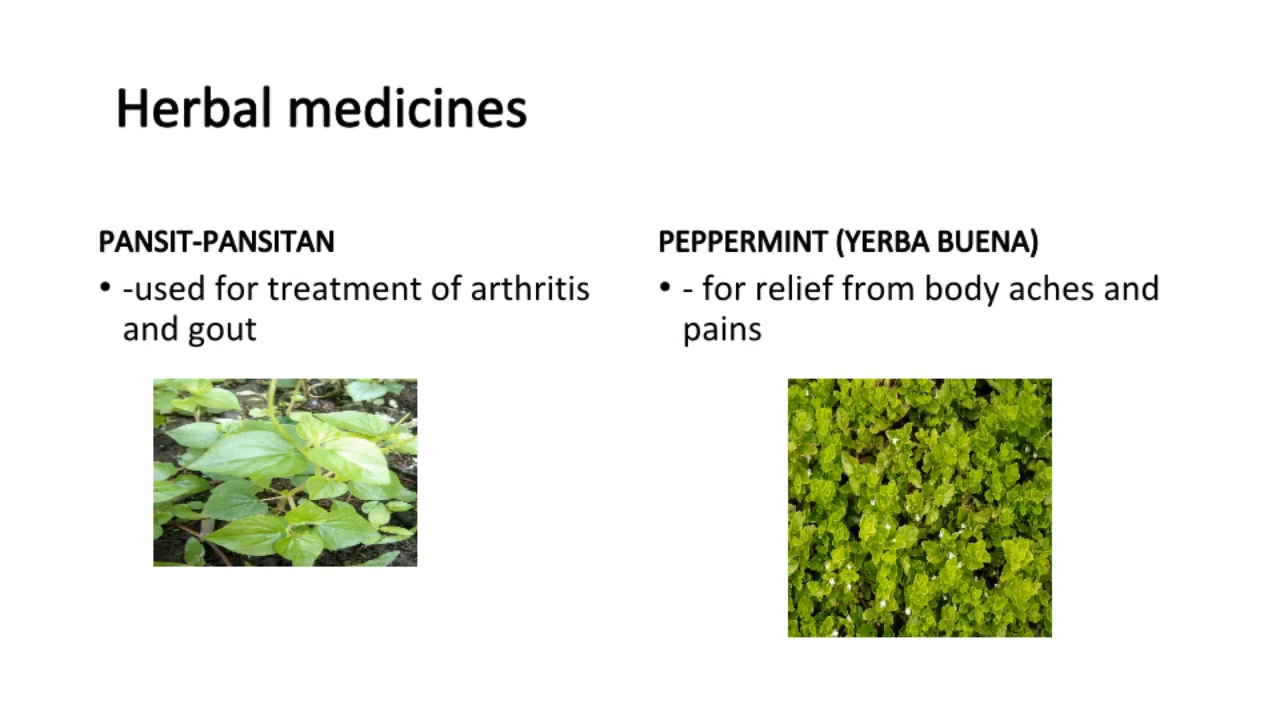 Herbal medicines
PANSIT-PANSITAN
• -used for treatment of arthritis
and gout
PEPPERMINT (YERBA BUENA)
• - for relief from body aches and
pains